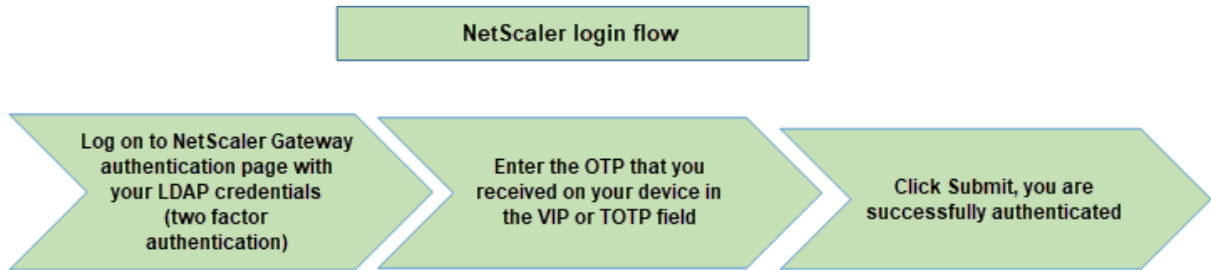 NetScaler login flow
Log on to NetScaler Gateway
authentication page with
your LDAP credentials
(two factor
authentication)
Enter the OTP that you
received on your device in
the VIP or TOTP field
Click Submit, you are
successfully authenticated